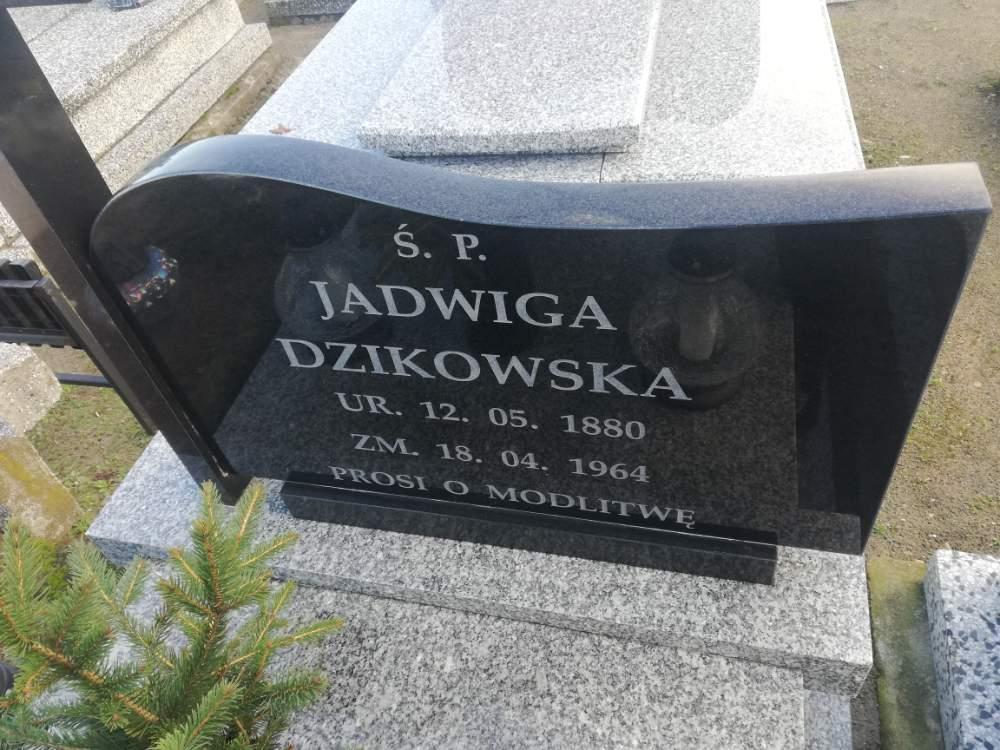 Ś. P.
JADWIGA
DZIKOWSKA
UR. 12. 05. 1880
ZM. 18. 04. 1964
PROSI O MODLITWĘ